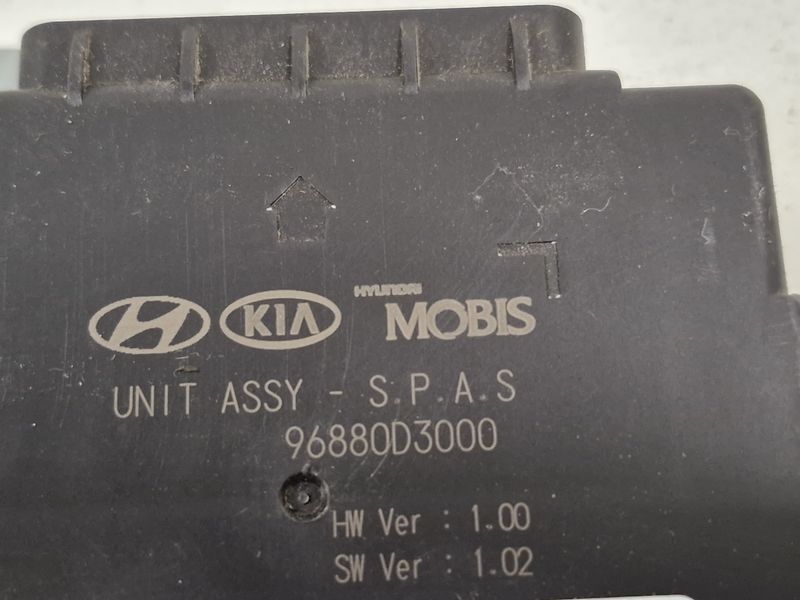 KIA HYUNDAI MOBIS
UNIT ASSY - S.P.A.S
96880D3000
HW Ver : 1.00
SW Ver : 1.02